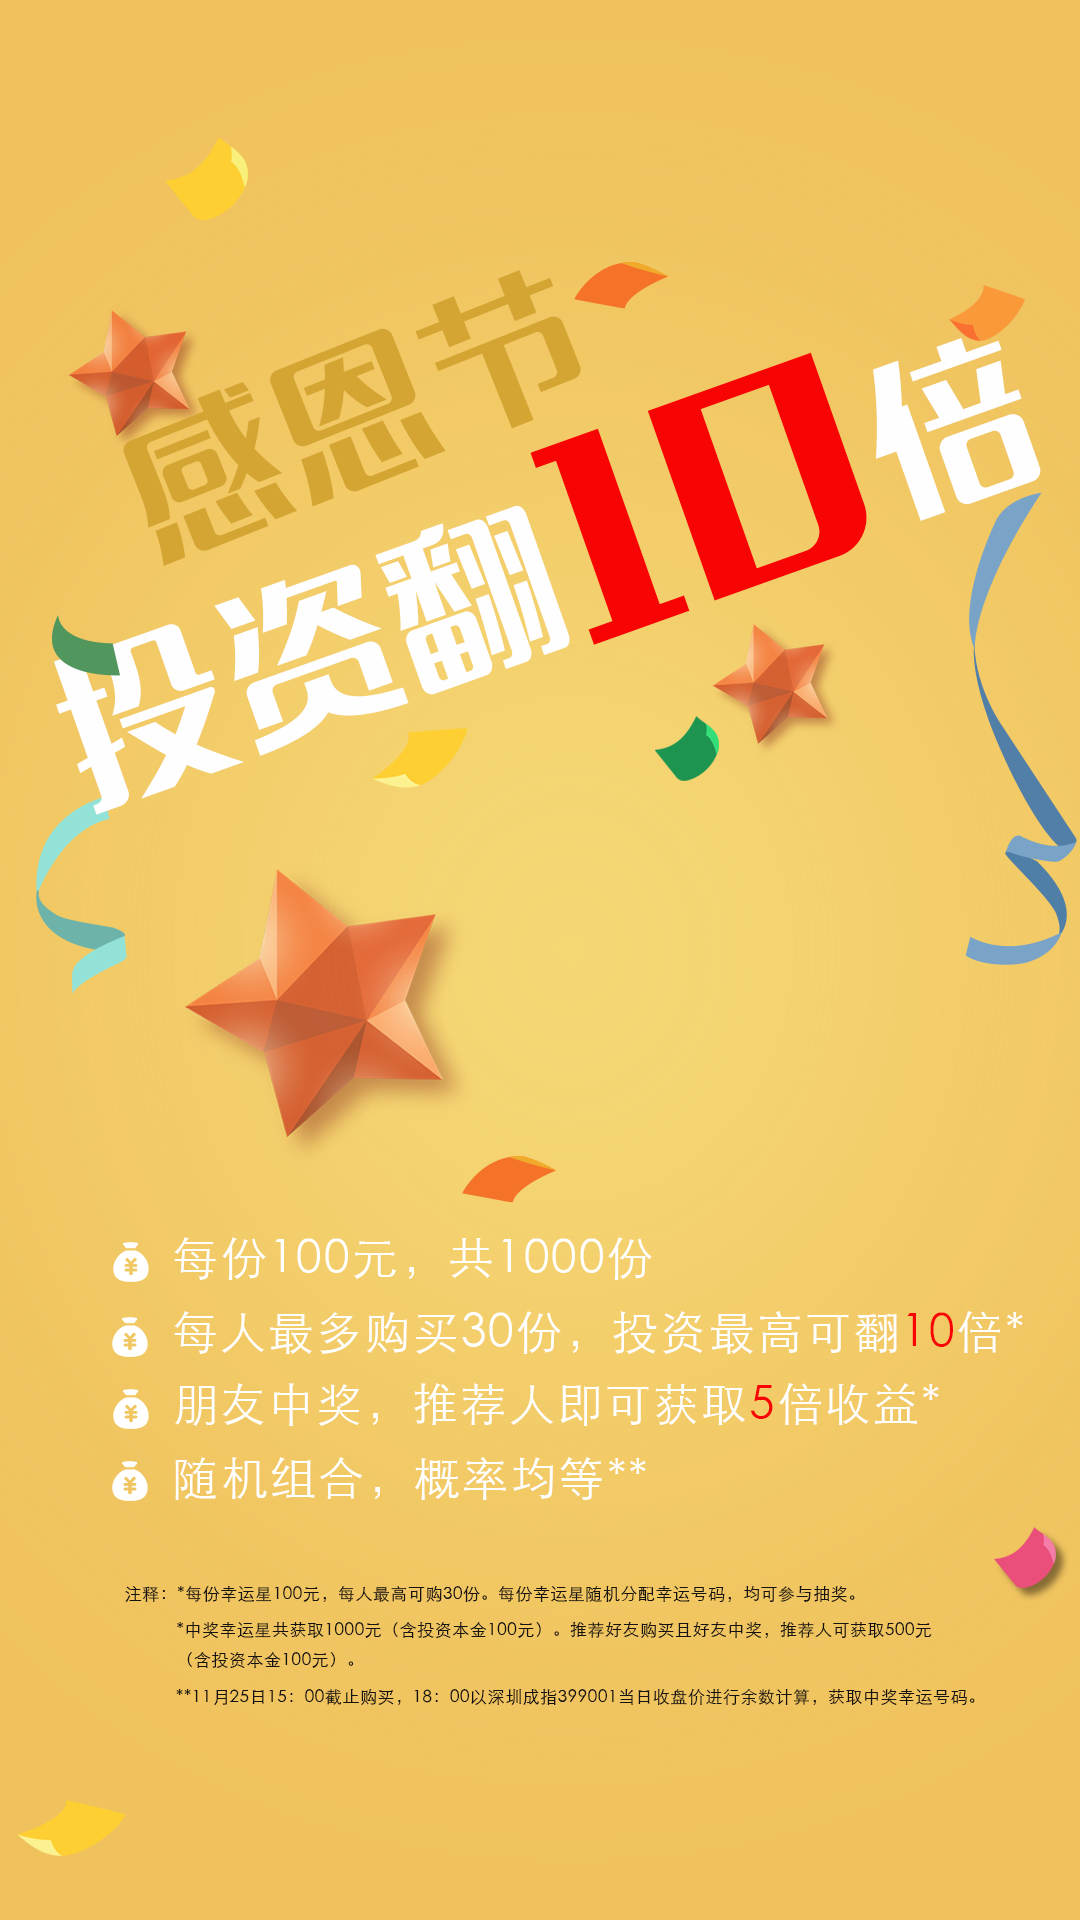 感恩节
投资翻10倍
每份100元，共1000份
每人最多购买30份，投资最高可翻10倍*
朋友中奖，推荐人即可获取5倍收益*
随机组合，概率均等**
注释：*每份幸运星100元，每人最高可购30份。每份幸运星随机分配幸运号码，均可参与抽奖。
*中奖幸运星共获取1000元（含投资本金100元）。推荐好友购买且好友中奖，推荐人可获取500元
（含投资本金100元）。
**11月25日15：00截止购买，18：00以深圳成指399001当日收盘价进行余数计算，获取中奖幸运号码。